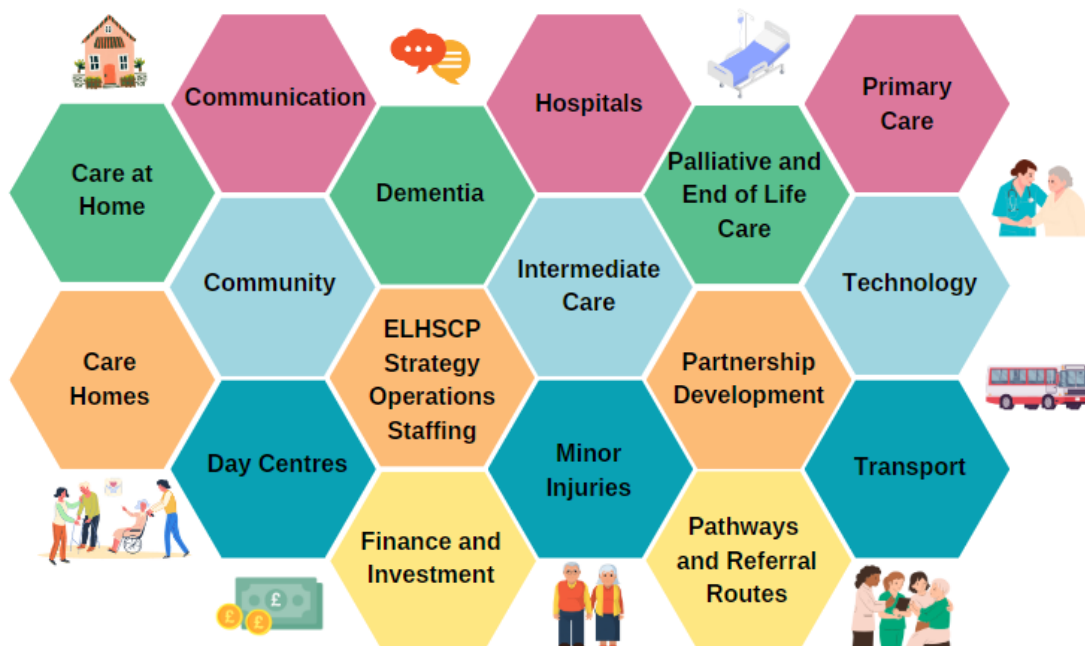 Communication
Hospitals
Primary
Care
Care at
Home
Dementia
Palliative and
End of Life
Care
Community
Intermediate
Care
Technology
Care
Homes
ELHSCP
Strategy
Operations
Staffing
Partnership
Development
Day Centres
Minor
Injuries
Transport
Finance and
Investment
Pathways
and Referral
Routes
£
£
£